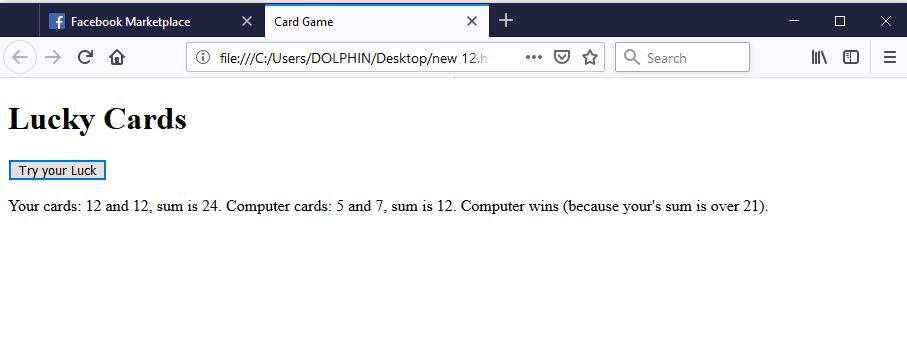 Facebook Marketplace
Card Game
file:///C:/Users/DOLPHIN/Desktop/new 12.h
Search
Lucky Cards
Try your Luck
Your cards: 12 and 12, sum is 24. Computer cards: 5 and 7, sum is 12. Computer wins (because your's sum is over 21).